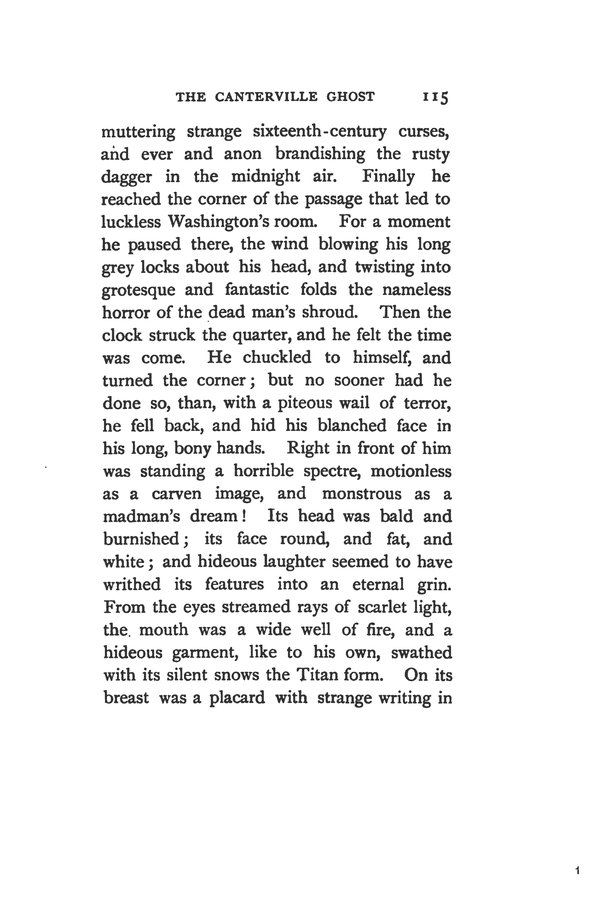 THE CANTERVILLE GHOST 115
muttering strange sixteenth-century curses,
and ever and anon brandishing the rusty
dagger in the midnight air. Finally he
reached the corner of the passage that led to
luckless Washington's room. For a moment
he paused there, the wind blowing his long
grey locks about his head, and twisting into
grotesque and fantastic folds the nameless
horror of the dead man's shroud. Then the
clock struck the quarter, and he felt the time
was come. He chuckled to himself, and
turned the corner; but no sooner had he
done so, than, with a piteous wail of terror,
he fell back, and hid his blanched face in
his long, bony hands. Right in front of him
was standing a horrible spectre, motionless
as a carven image, and monstrous as a
madman's dream! Its head was bald and
burnished; its face round, and fat, and
white; and hideous laughter seemed to have
writhed its features into an eternal grin.
From the eyes streamed rays of scarlet light,
the mouth was a wide well of fire, and a
hideous garment, like to his own, swathed
with its silent snows the Titan form. On its
breast was a placard with strange writing in
1